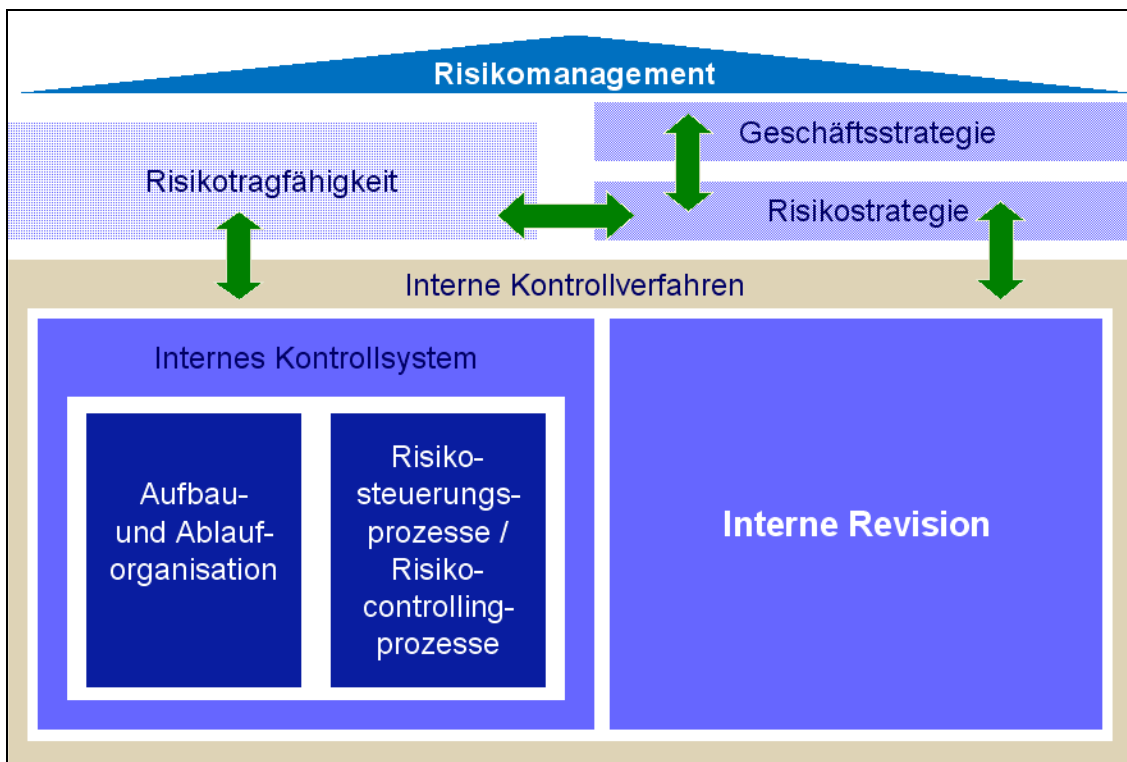 Risikomanagement
Geschäftsstrategie
Risikotragfähigkeit
Risikostrategie
Interne Kontrollverfahren
Internes Kontrollsystem
Aufbau-
und Ablauf-
organisation
Risiko-
steuerungs-
prozesse /
Risiko-
controlling-
prozesse
Interne Revision